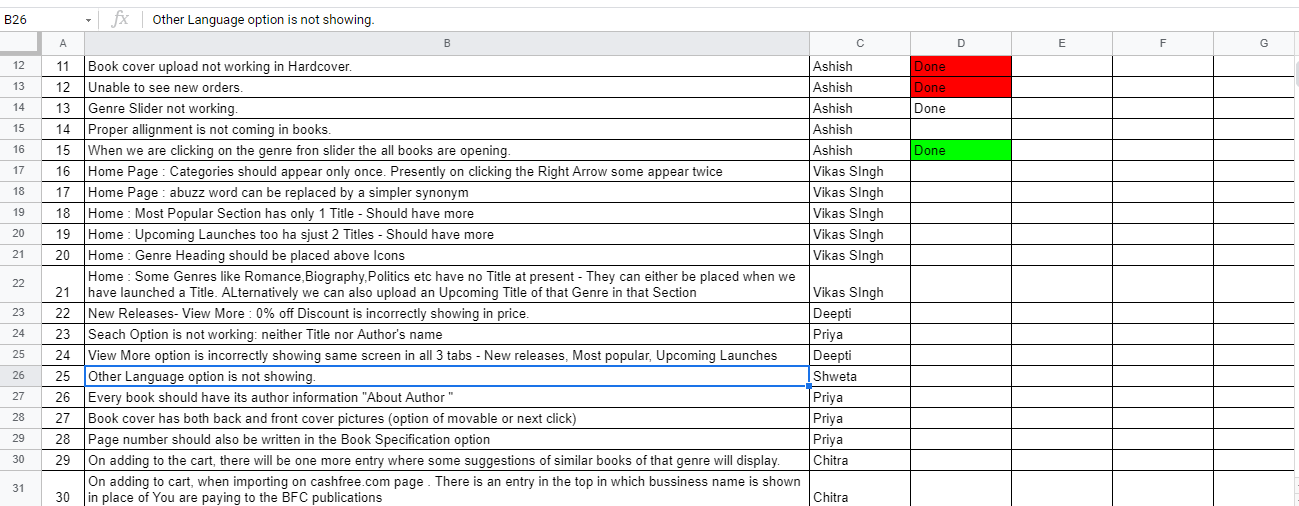 B26 fx Other Language option is not showing.
A B C D E F G
12 11 Book cover upload not working in Hardcover. Ashish Done
13 12 Unable to see new orders. Ashish Done
14 13 Genre Slider not working. Ashish Done
15 14 Proper allignment is not coming in books. Ashish
16 15 When we are clicking on the genre fron slider the all books are opening. Ashish Done
17 16 Home Page : Categories should appear only once. Presently on clicking the Right Arrow some appear twice Vikas SIngh
18 17 Home Page : abuzz word can be replaced by a simpler synonym Vikas SIngh
19 18 Home : Most Popular Section has only 1 Title - Should have more Vikas SIngh
20 19 Home : Upcoming Launches too ha sjust 2 Titles - Should have more Vikas SIngh
21 20 Home : Genre Heading should be placed above Icons Vikas SIngh
Home : Some Genres like Romance,Biography,Politics etc have no Title at present - They can either be placed when we
22 21 have launched a Title. ALternatively we can also upload an Upcoming Title of that Genre in that Section Vikas SIngh
23 22 New Releases- View More : 0% off Discount is incorrectly showing in price. Deepti
24 23 Seach Option is not working: neither Title nor Author's name Priya
25 24 View More option is incorrectly showing same screen in all 3 tabs - New releases, Most popular, Upcoming Launches Deepti
26 25 Other Language option is not showing. Shweta
27 26 Every book should have its author information "About Author " Priya
28 27 Book cover has both back and front cover pictures (option of movable or next click) Priya
29 28 Page number should also be written in the Book Specification option Priya
30 29 On adding to the cart, there will be one more entry where some suggestions of similar books of that genre will display. Chitra
On adding to cart, when importing on cashfree.com page . There is an entry in the top in which bussiness name is shown
31 30 in place of You are paying to the BFC publications Chitra